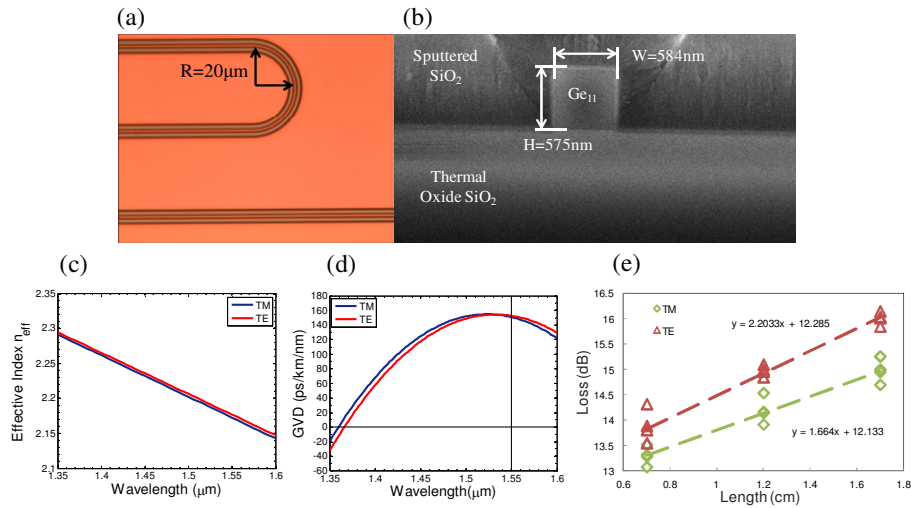 (a)
(b)
R=20μm
Sputtered
SiO2
W=584nm
Ge11
H=575nm
Thermal
Oxide SiO2
(c)
(d)
(e)
2.35
2.3
2.25
2.2
2.15
2.1
Effective Index neff
TM
TE
1.35
1.4
1.45
1.5
1.55
1.6
Wavelength (μm)
180
160
140
120
100
80
60
40
20
0
-20
-40
-60
GVD (ps/km/nm)
TM
TE
1.35
1.4
1.45
1.5
1.55
1.6
Wavelength(μm)
16.5
16
15.5
15
14.5
14
13.5
13
Loss (dB)
TM
TE
y = 2.2033x + 12.285
y = 1.664x + 12.133
0.6
0.8
1
1.2
1.4
1.6
1.8
Length (cm)